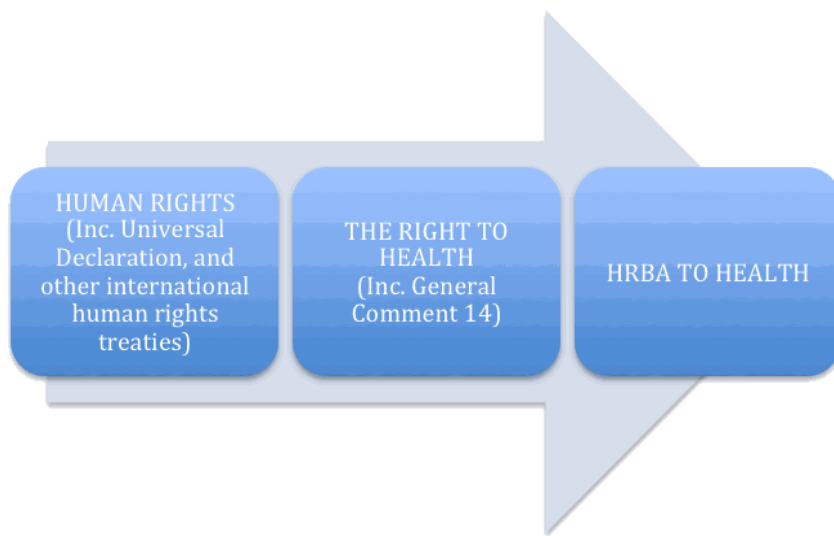 HUMAN RIGHTS
(Inc. Universal
Declaration, and
other international
human rights
treaties)
THE RIGHT TO
HEALTH
(Inc. General
Comment 14)
HRBA TO HEALTH